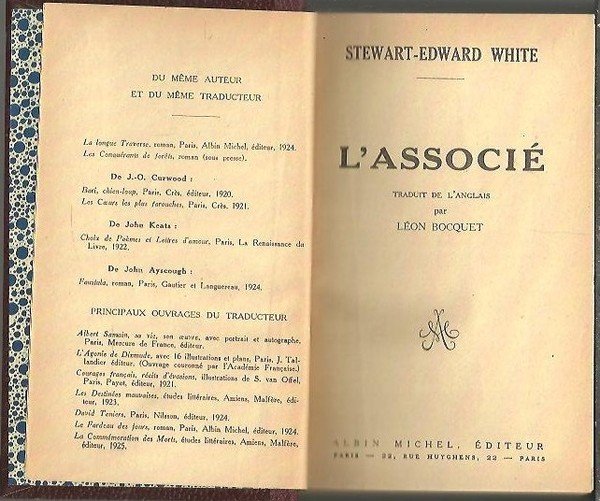 DU MÊME AUTEUR
ET DU MÊME TRADUCTEUR
La longue Traverse, roman, Paris, Albin Michel, éditeur, 1924.
Les Conquérants de forêts, roman (sous presse).
De J.-O. Curwood :
Bari, chien-loup, Paris, Crès, éditeur, 1920.
Les Cœurs les plus farouches, Paris, Crès, 1921.
De John Keats :
Choix de Poèmes et Lettres d'amour, Paris, La Renaissance du
Livre, 1922.
De John Ayscough :
Faustula, roman, Paris, Gautier et Languereau, 1924.
PRINCIPAUX OUVRAGES DU TRADUCTEUR
Albert Samain, sa vie, son œuvre, avec portrait et autographe,
Paris, Mercure de France, éditeur.
L'Agonie de Dixmude, avec 16 illustrations et plans, Paris, J. Tal-
landier éditeur. (Ouvrage couronné par l'Académie Française.)
Courages français, récits d'évasions, illustrations de S. van Offel,
Paris, Payot, éditeur, 1921.
Les Destinées mauvaises, études littéraires, Amiens, Malfère, édi-
teur, 1923.
David Teniers, Paris, Nilsson, éditeur, 1924.
Le Fardeau des jours, roman, Paris, Albin Michel, éditeur, 1924.
La Commémoration des Morts, études littéraires, Amiens, Malfère,
éditeur, 1925.
STEWART-EDWARD WHITE
L'ASSOCIÉ
TRADUIT DE L'ANGLAIS
par
LÉON BOCQUET
AM
ALBIN MICHEL, ÉDITEUR
PARIS — 22, RUE HUYGHENS, 22 — PARIS